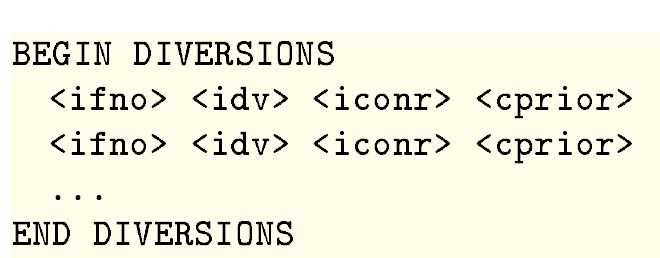 BEGIN DIVERSIONS
  <ifno> <idv> <iconr> <cprior>
  <ifno> <idv> <iconr> <cprior>
  ...
END DIVERSIONS